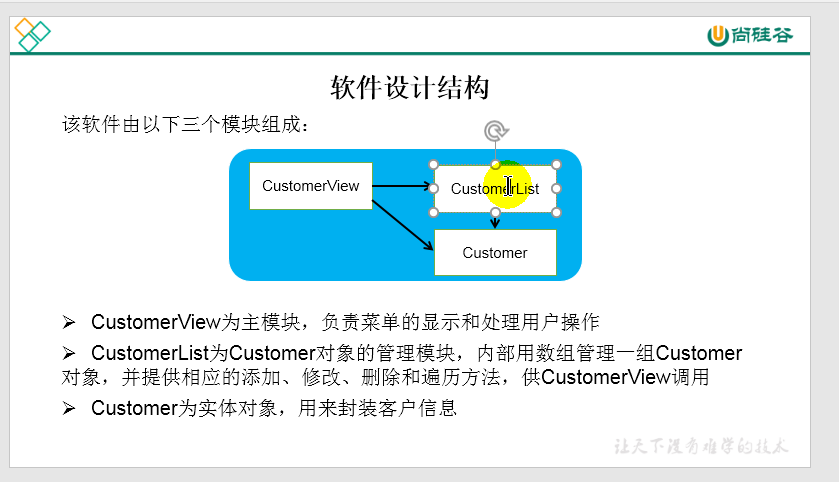 尚硅谷
软件设计结构
该软件由以下三个模块组成：
CustomerView
CustomerList
Customer
➢ CustomerView为主模块，负责菜单的显示和处理用户操作
➢ CustomerList为Customer对象的管理模块，内部用数组管理一组Customer
对象，并提供相应的添加、修改、删除和遍历方法，供CustomerView调用
➢ Customer为实体对象，用来封装客户信息
让天下没有难学的技术